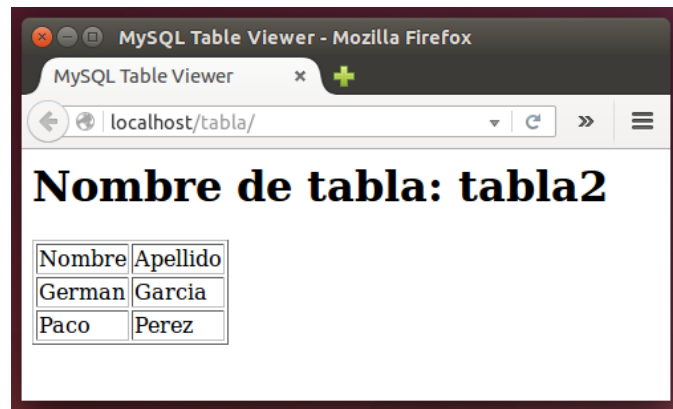 MySQL Table Viewer - Mozilla Firefox
MySQL Table Viewer
localhost/tabla/
Nombre de tabla: tabla2
Nombre Apellido
German Garcia
Paco Perez